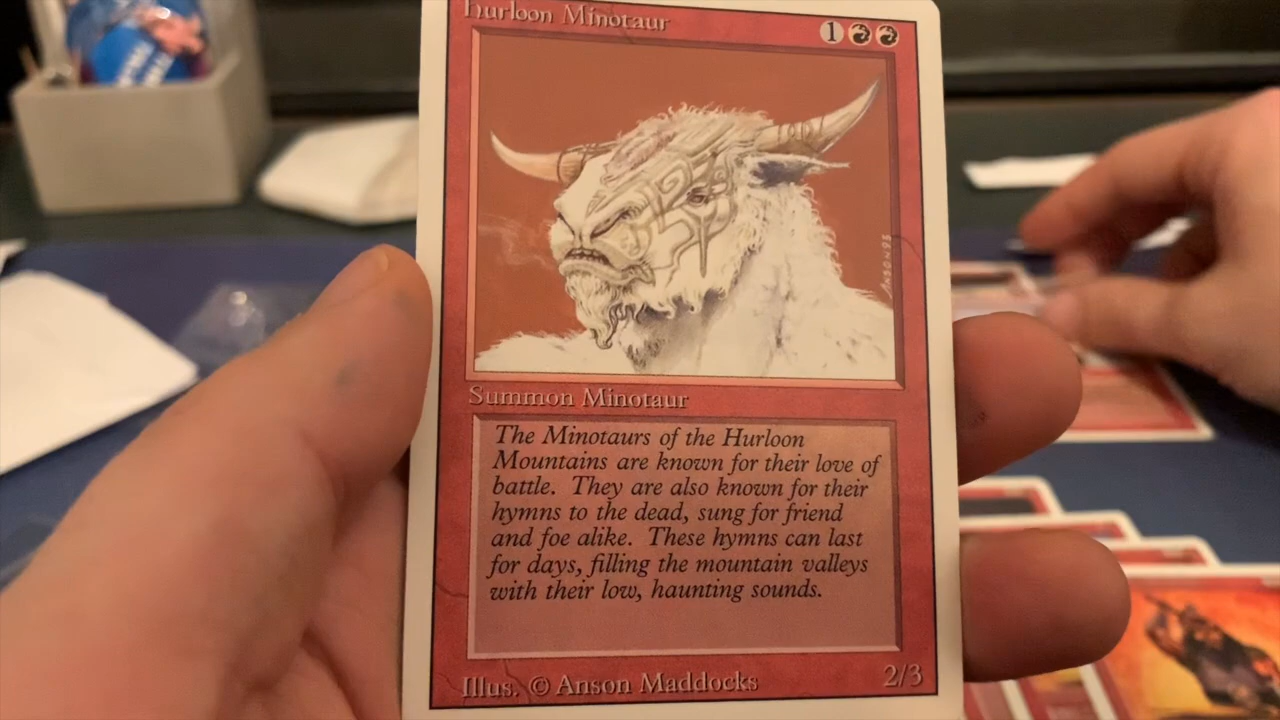 Hurloon Minotaur
1
ANSON 93
Summon Minotaur
The Minotaurs of the Hurloon
Mountains are known for their love of
battle.  They are also known for their
hymns to the dead, sung for friend
and foe alike.  These hymns can last
for days, filling the mountain valleys
with their low, haunting sounds.
Illus. © Anson Maddocks
2/3